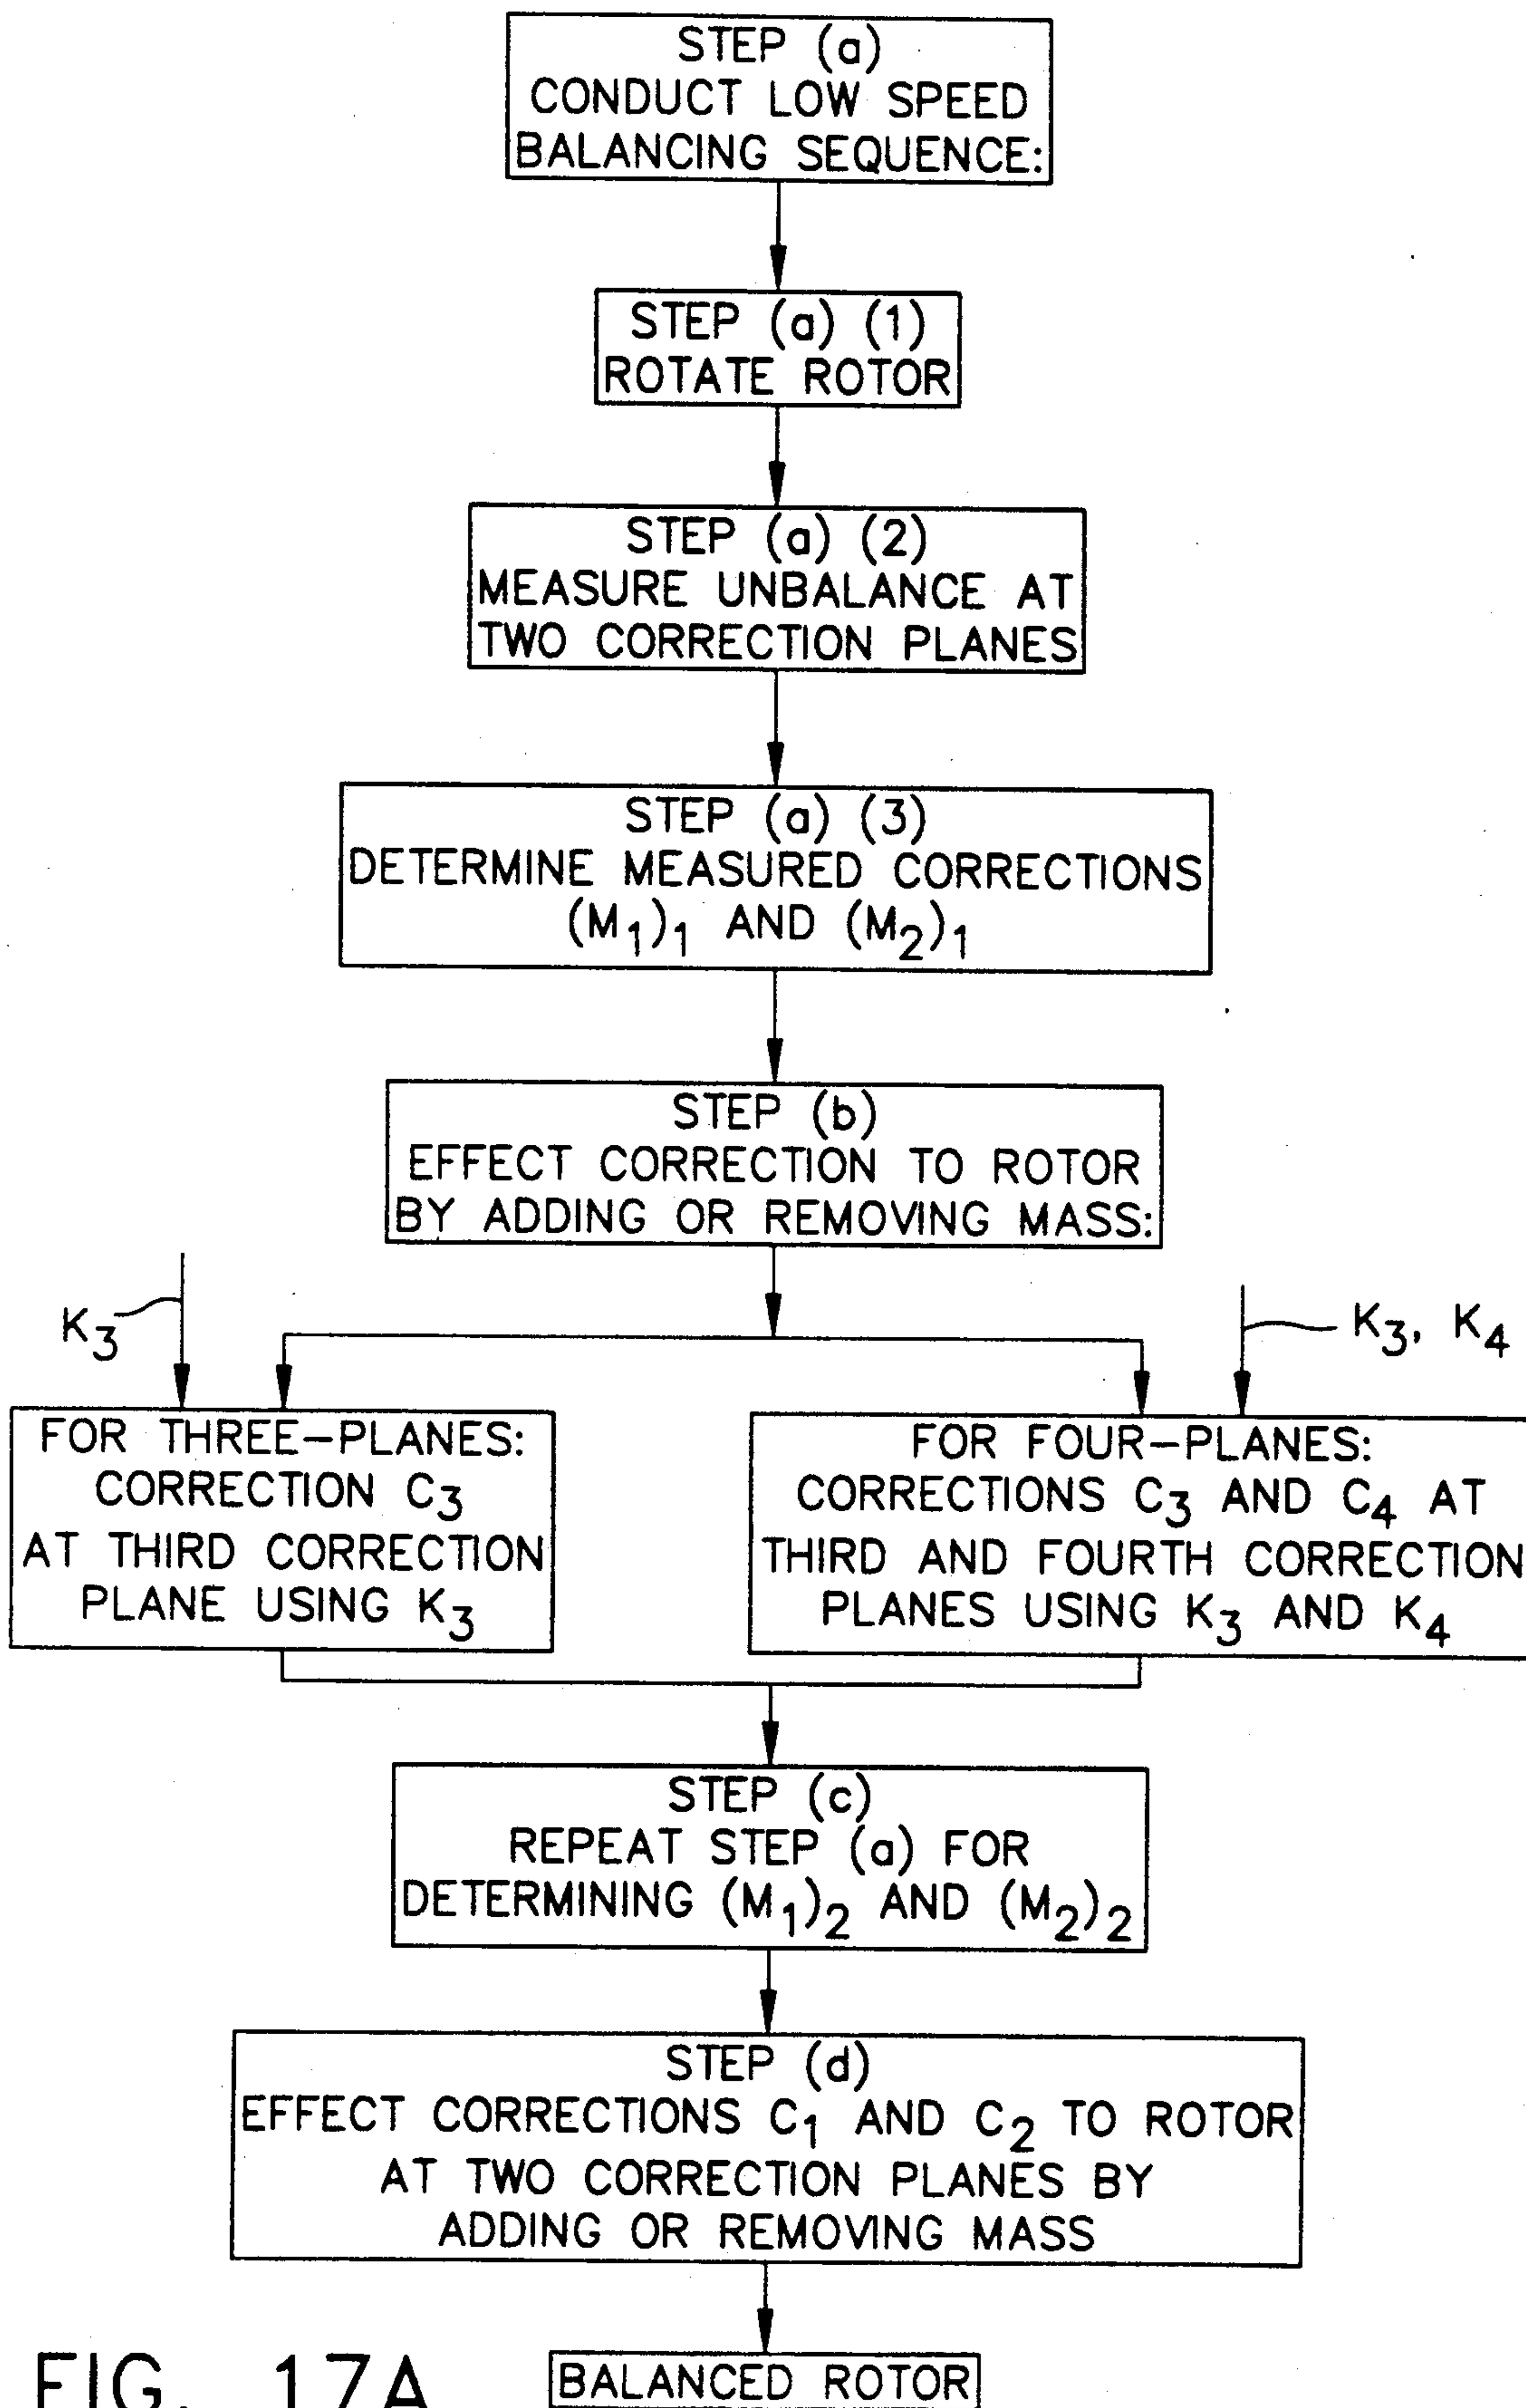 STEP (a)
CONDUCT LOW SPEED
BALANCING SEQUENCE:
STEP (a) (1)
ROTATE ROTOR
STEP (a) (2)
MEASURE UNBALANCE AT
TWO CORRECTION PLANES
STEP (a) (3)
DETERMINE MEASURED CORRECTIONS
(M₁)₁ AND (M₂)₁
STEP (b)
EFFECT CORRECTION TO ROTOR
BY ADDING OR REMOVING MASS:
K₃
K₃, K₄
FOR THREE-PLANES:
CORRECTION C₃
AT THIRD CORRECTION
PLANE USING K₃
FOR FOUR-PLANES:
CORRECTIONS C₃ AND C₄ AT
THIRD AND FOURTH CORRECTION
PLANES USING K₃ AND K₄
STEP (c)
REPEAT STEP (a) FOR
DETERMINING (M₁)₂ AND (M₂)₂
STEP (d)
EFFECT CORRECTIONS C₁ AND C₂ TO ROTOR
AT TWO CORRECTION PLANES BY
ADDING OR REMOVING MASS
BALANCED ROTOR
FIG. 17A